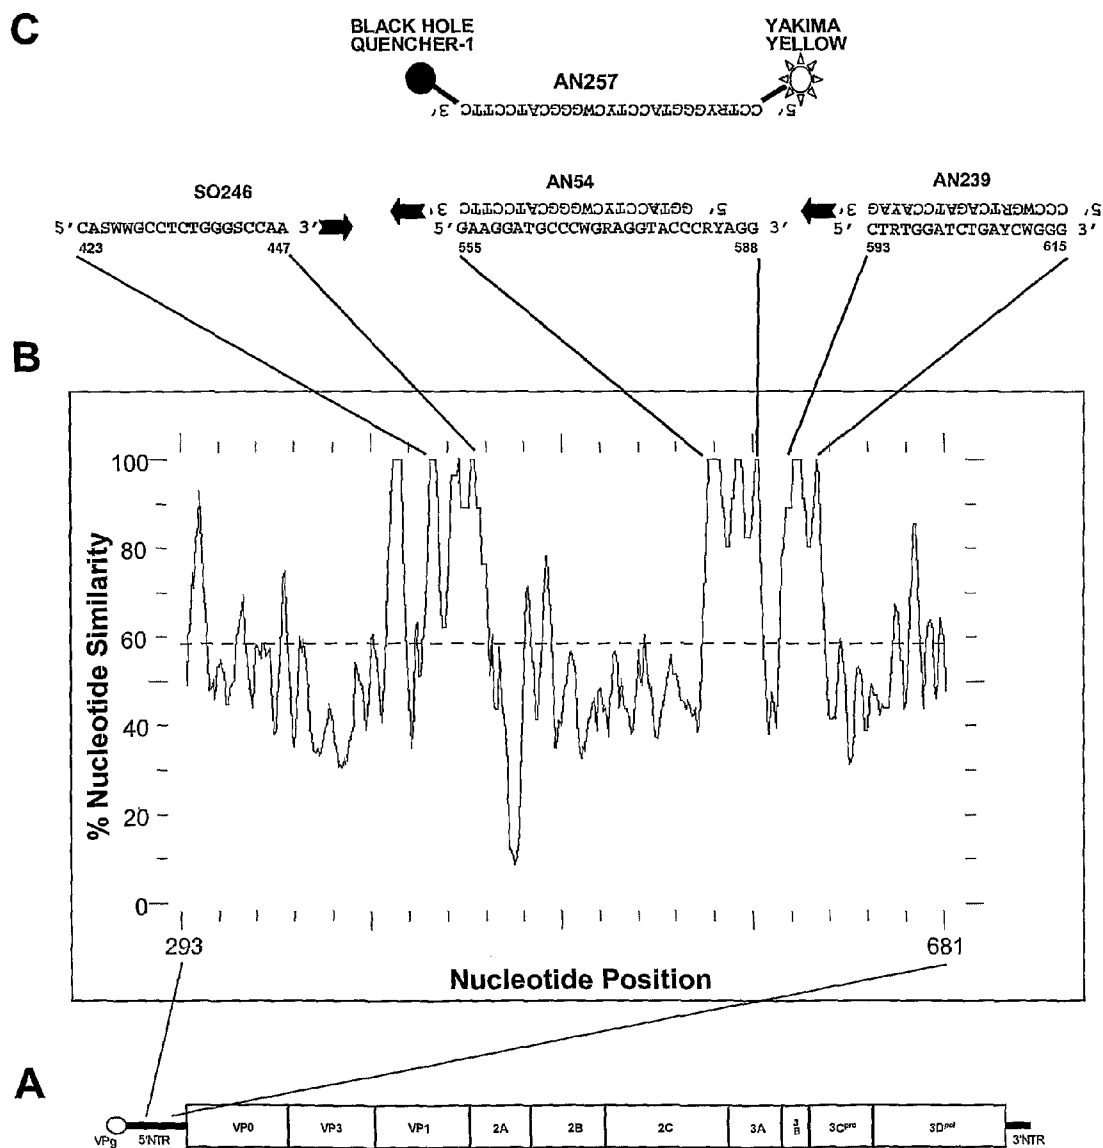 C
BLACK HOLE
QUENCHER-1
YAKIMA
YELLOW
AN257
5' CCTRYGGGTACCTYCWGGGCATCCTTC 3'
SO246
AN54
AN239
5' GGTACCTYCWGGGCATCCTTC 3'
5' CCCWGRTCAGATCCAYAG 3'
5' CASWWGCCTCTGGGSCCAA 3'
5' GAAGGATGCCCWGRAGGTACCCRYAGG 3'
5' CTRTGGATCTGAYCWGGG 3'
423 447
555 588
593 615
B
100
80
60
40
20
0
% Nucleotide Similarity
293 681
Nucleotide Position
A
VPg
5'NTR
VP0 VP3 VP1 2A 2B 2C 3A 3B 3Cpro 3Dpol
3'NTR